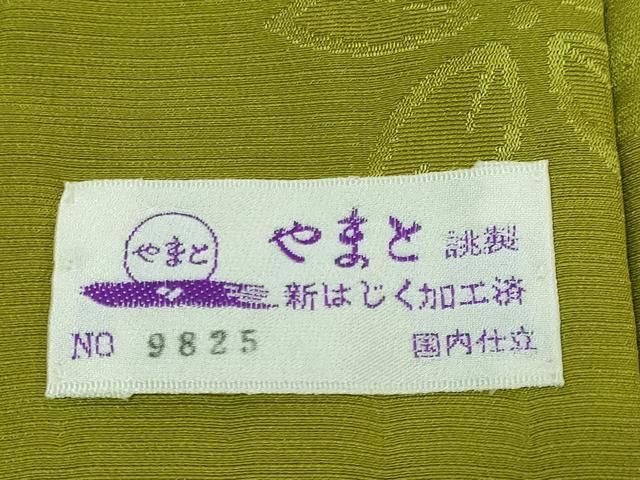 やまと
やまと 誂製
新はじく加工済
NO 9825
国内仕立